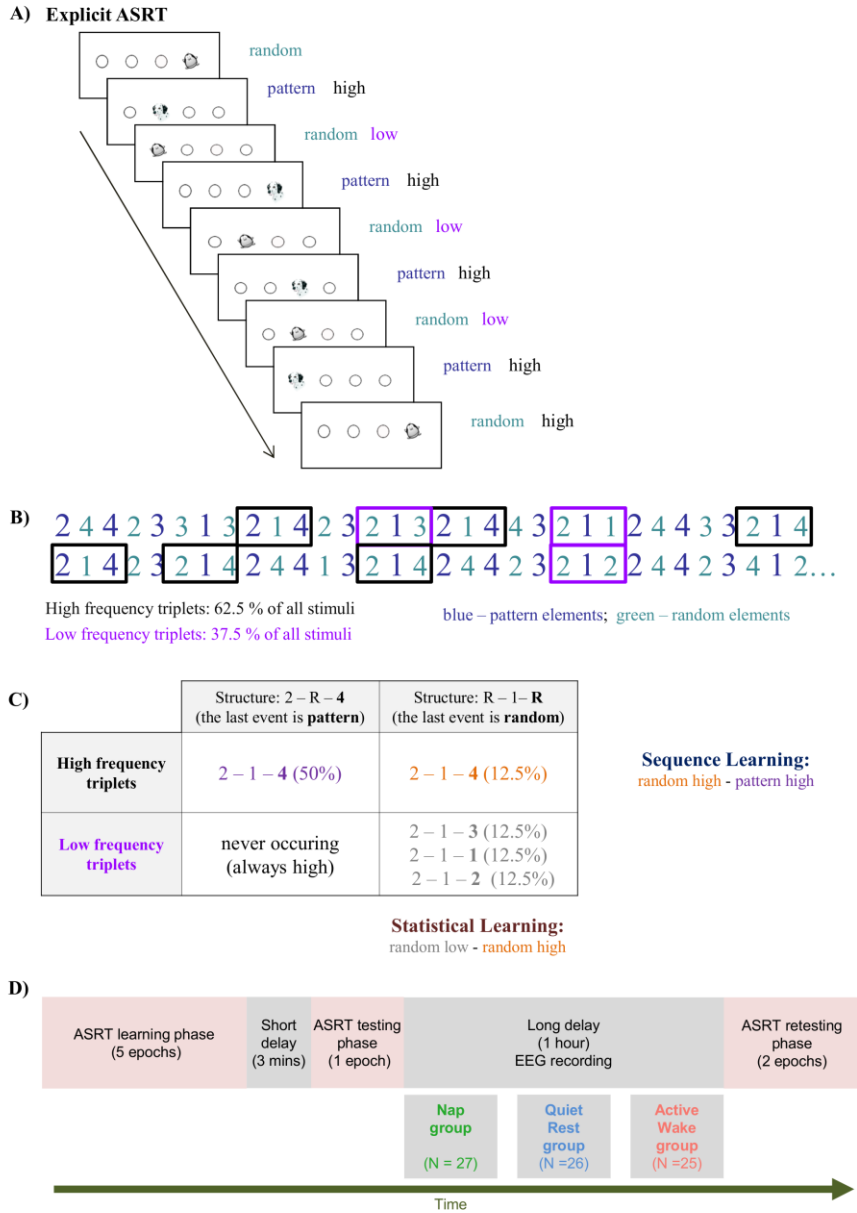 A) Explicit ASRT
random
pattern high
random low
pattern high
random low
pattern high
random low
pattern high
random high
B)
2 4 4 2 3 3 1 3 2 1 4 2 3 2 1 3 2 1 4 4 3 2 1 1 2 4 4 3 3 2 1 4
2 1 4 2 3 2 1 4 2 4 4 1 3 2 1 4 2 4 4 2 3 2 1 2 2 4 4 2 3 4 1 2...
High frequency triplets: 62.5 % of all stimuli
Low frequency triplets: 37.5 % of all stimuli
blue – pattern elements; green – random elements
C)
Structure: 2 – R – 4
(the last event is pattern)
Structure: R – 1– R
(the last event is random)
High frequency
triplets
2 – 1 – 4 (50%)
2 – 1 – 4 (12.5%)
Low frequency
triplets
never occuring
(always high)
2 – 1 – 3 (12.5%)
2 – 1 – 1 (12.5%)
2 – 1 – 2 (12.5%)
Sequence Learning:
random high - pattern high
Statistical Learning:
random low - random high
D)
ASRT learning phase
(5 epochs)
Short
delay
(3 mins)
ASRT testing
phase
(1 epoch)
Long delay
(1 hour)
EEG recording
ASRT retesting
phase
(2 epochs)
Nap
group
(N = 27)
Quiet
Rest
group
(N =26)
Active
Wake
group
(N =25)
Time